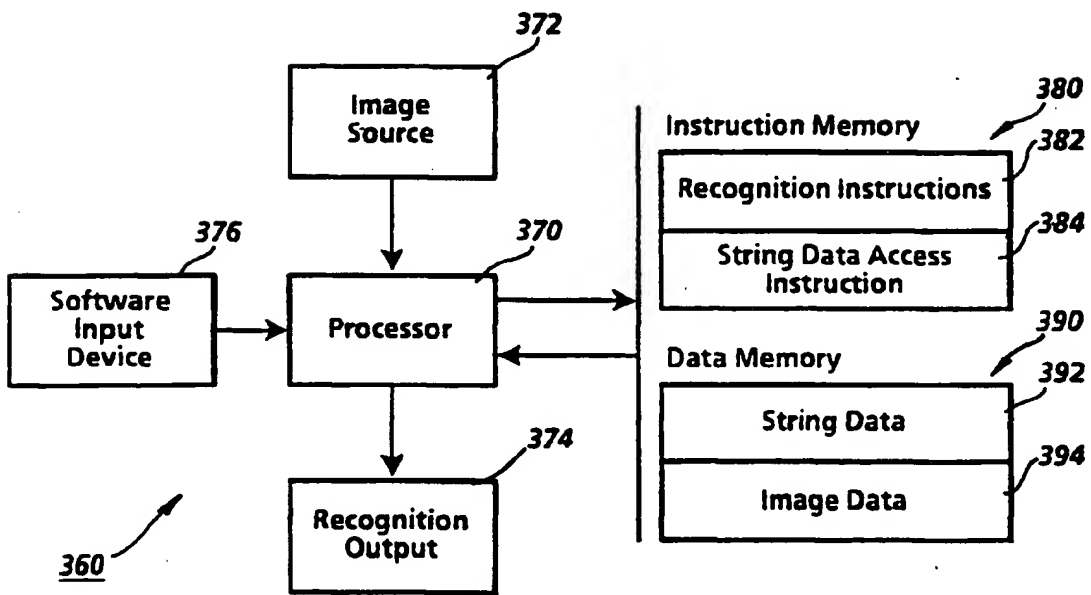 372
Image
Source
380
Instruction Memory
382
Recognition Instructions
384
String Data Access
Instruction
376
Software
Input
Device
370
Processor
390
Data Memory
392
String Data
394
Image Data
374
Recognition
Output
360